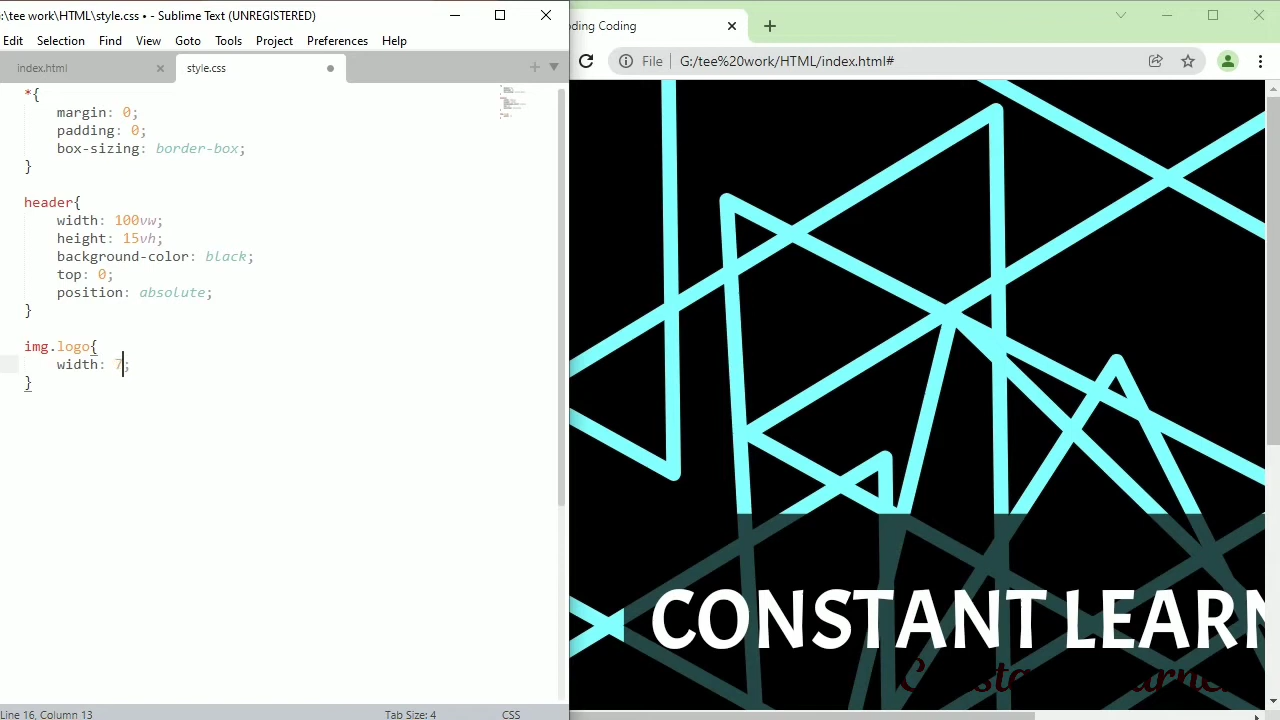 :\tee work\HTML\style.css • - Sublime Text (UNREGISTERED)
Edit Selection Find View Goto Tools Project Preferences Help
index.html
style.css
*{
    margin: 0;
    padding: 0;
    box-sizing: border-box;
}
header{
    width: 100vw;
    height: 15vh;
    background-color: black;
    top: 0;
    position: absolute;
}
img.logo{
    width: 7;
}
Line 16, Column 13
Tab Size: 4
CSS
oding Coding
File G:/tee%20work/HTML/index.html#
CONSTANT LEARN